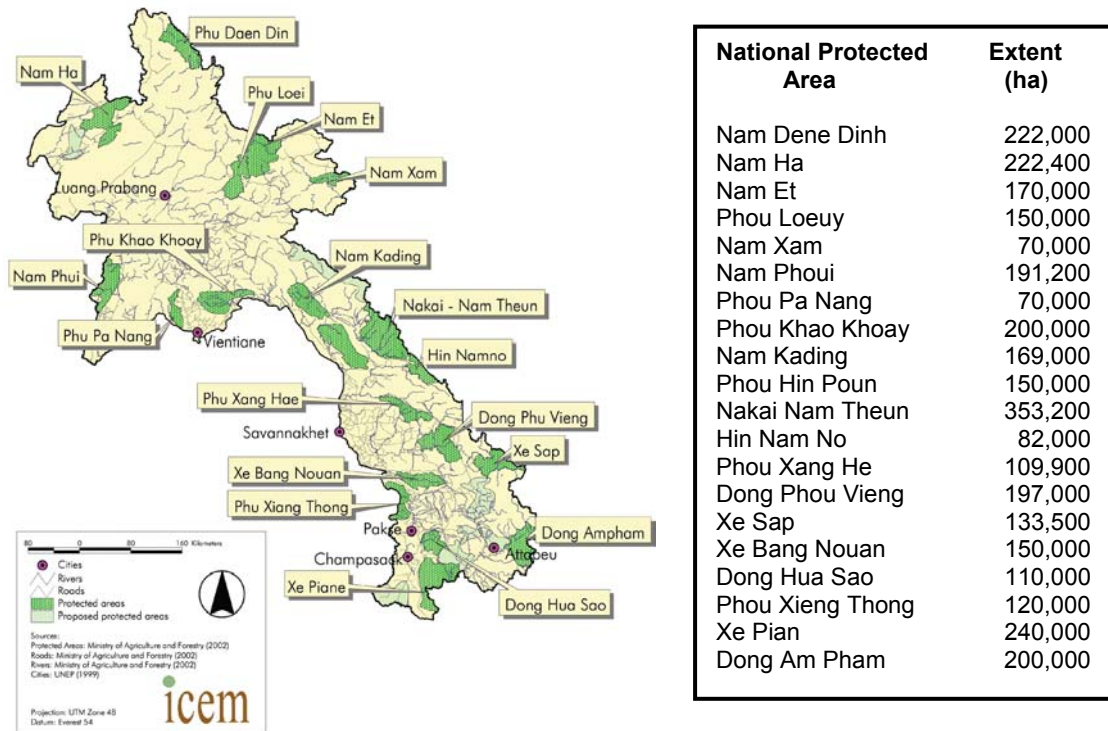 Phu Daen Din
Nam Ha
Phu Loei
Nam Et
Nam Xam
Luang Prabang
Phu Khao Khoay
Nam Kading
Nam Phui
Nakai - Nam Theun
Phu Pa Nang
Vientiane
Hin Namno
Phu Xang Hae
Dong Phu Vieng
Savannakhet
Xe Sap
Xe Bang Nouan
Phu Xiang Thong
Pakse
Dong Ampham
Attapeu
Champasack
Xe Piane
Dong Hua Sao
80 0 80 160 Kilometers
Cities
Rivers
Roads
Protected areas
Proposed protected areas
Sources:
Protected Areas: Ministry of Agriculture and Forestry (2002)
Roads: Ministry of Agriculture and Forestry (2002)
Rivers: Ministry of Agriculture and Forestry (2002)
Cities: UNEP (1999)
icem
Projection: UTM Zone 48
Datum: Everest 54
National Protected Extent
Area (ha)
Nam Dene Dinh 222,000
Nam Ha 222,400
Nam Et 170,000
Phou Loeuy 150,000
Nam Xam 70,000
Nam Phoui 191,200
Phou Pa Nang 70,000
Phou Khao Khoay 200,000
Nam Kading 169,000
Phou Hin Poun 150,000
Nakai Nam Theun 353,200
Hin Nam No 82,000
Phou Xang He 109,900
Dong Phou Vieng 197,000
Xe Sap 133,500
Xe Bang Nouan 150,000
Dong Hua Sao 110,000
Phou Xieng Thong 120,000
Xe Pian 240,000
Dong Am Pham 200,000